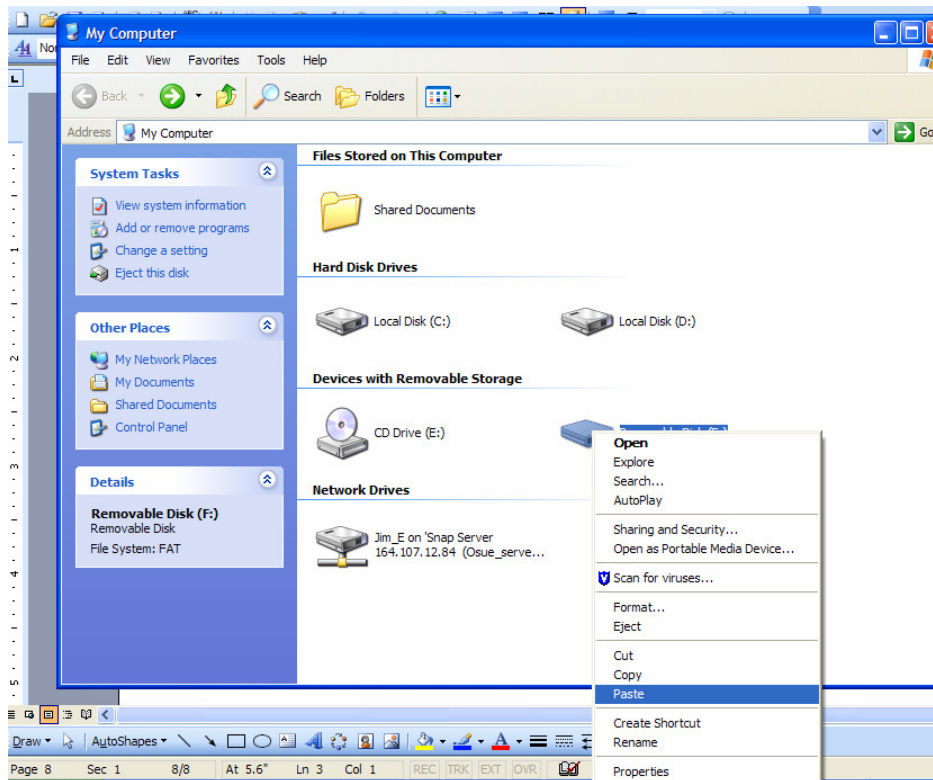 My Computer
File Edit View Favorites Tools Help
Back Search Folders
Address My Computer Go
System Tasks
View system information
Add or remove programs
Change a setting
Eject this disk
Other Places
My Network Places
My Documents
Shared Documents
Control Panel
Details
Removable Disk (F:)
Removable Disk
File System: FAT
Files Stored on This Computer
Shared Documents
Hard Disk Drives
Local Disk (C:) Local Disk (D:)
Devices with Removable Storage
CD Drive (E:)
Network Drives
Jim_E on 'Snap Server
164.107.12.84 (Osue_serve...
Open
Explore
Search...
AutoPlay
Sharing and Security...
Open as Portable Media Device...
Scan for viruses...
Format...
Eject
Cut
Copy
Paste
Create Shortcut
Rename
Properties
Draw AutoShapes
Page 8 Sec 1 8/8 At 5.6" Ln 3 Col 1 REC TRK EXT OVR